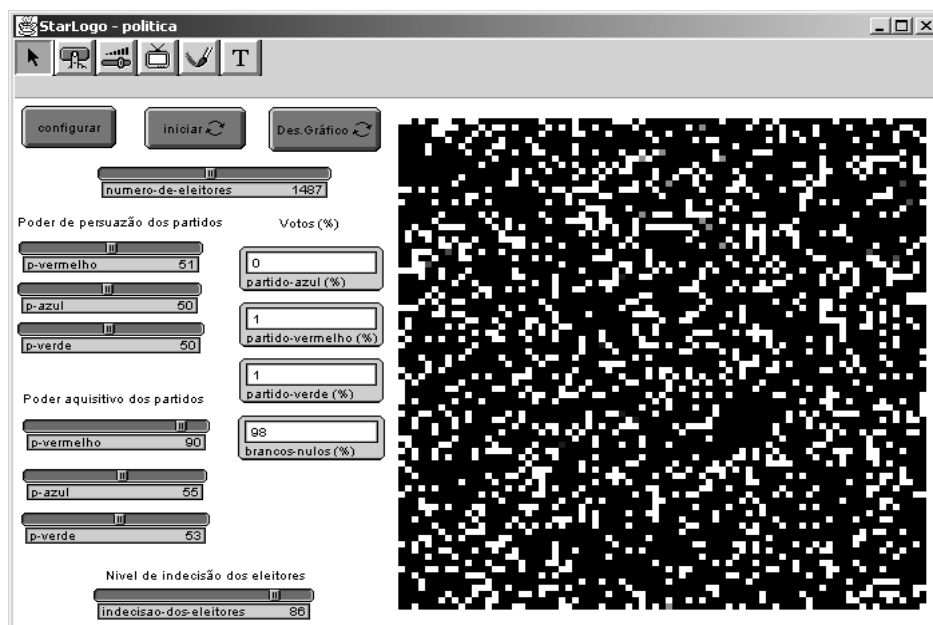 StarLogo - politica
T
configurar
iniciar
Des.Gráfico
numero-de-eleitores 1487
Poder de persuazão dos partidos
Votos (%)
p-vermelho 51
0
partido-azul (%)
p-azul 50
1
partido-vermelho (%)
p-verde 50
1
partido-verde (%)
Poder aquisitivo dos partidos
p-vermelho 90
98
brancos-nulos (%)
p-azul 55
p-verde 53
Nivel de indecisão dos eleitores
indecisao-dos-eleitores 86